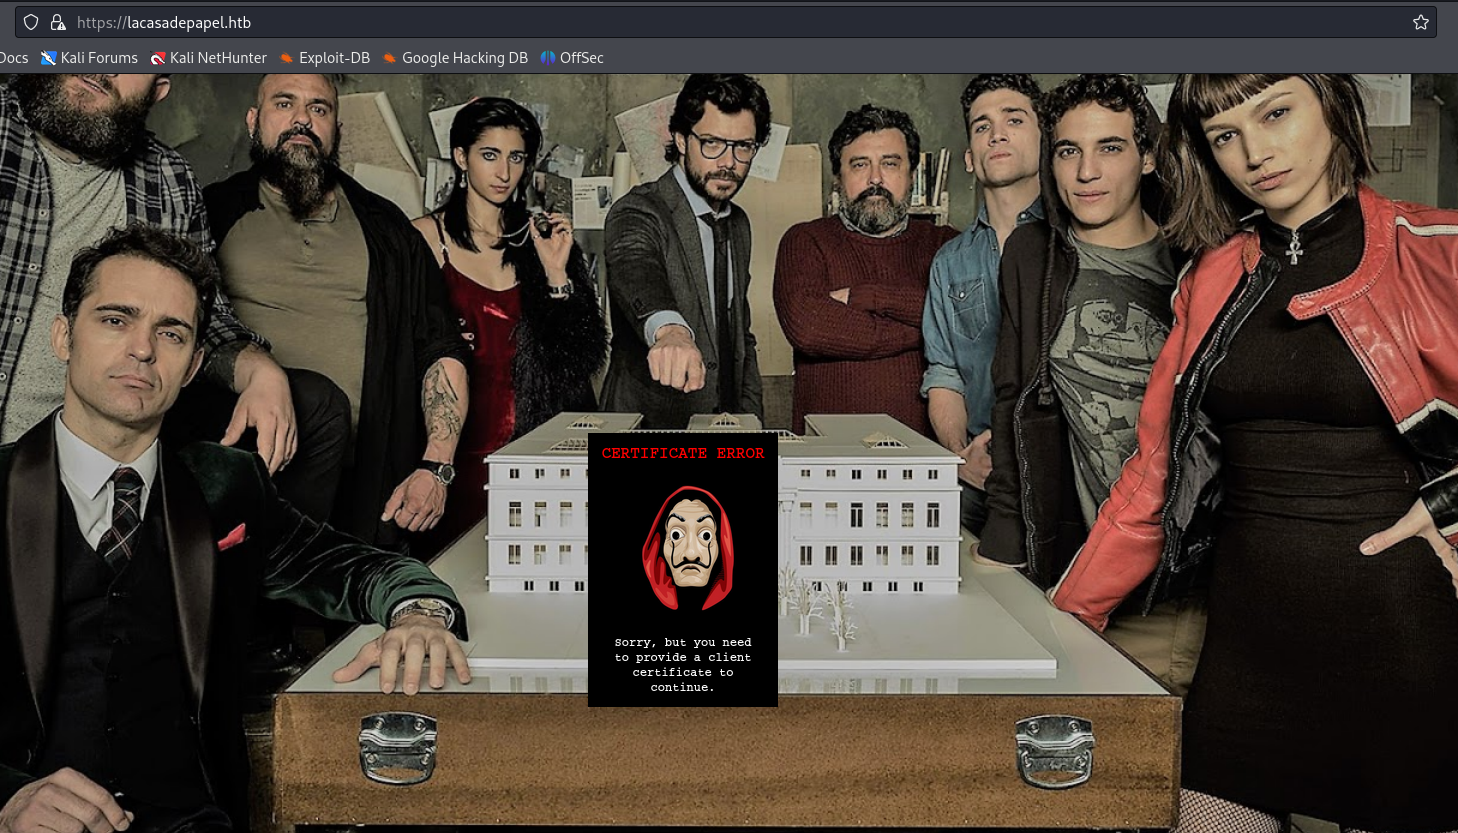 https://lacasadepapel.htb
Docs Kali Forums Kali NetHunter Exploit-DB Google Hacking DB OffSec
CERTIFICATE ERROR
Sorry, but you need
to provide a client
certificate to
continue.